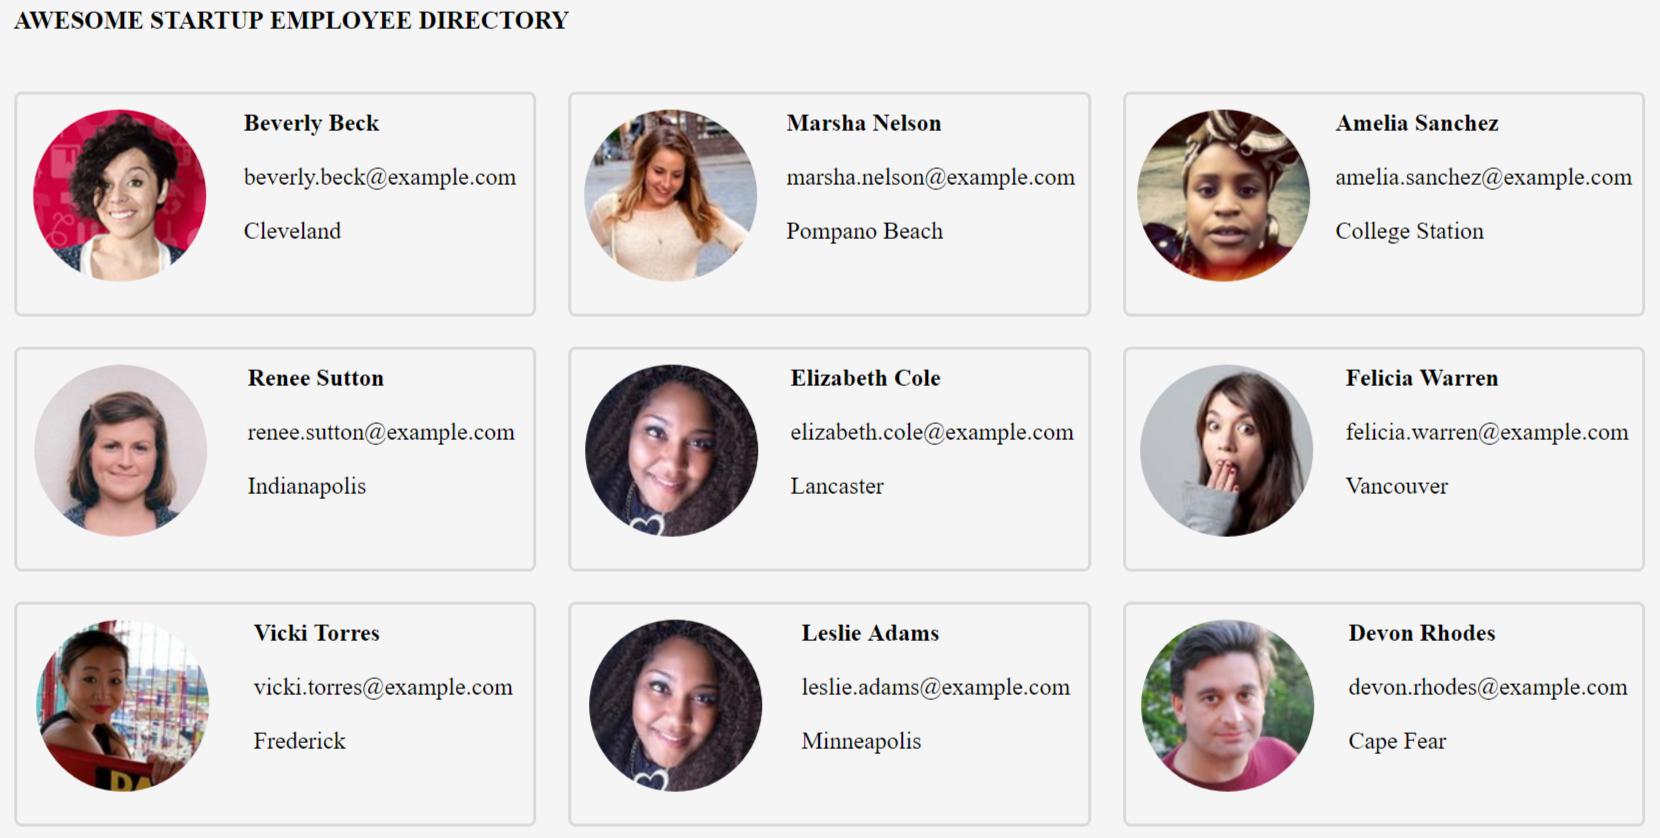 AWESOME STARTUP EMPLOYEE DIRECTORY
Beverly Beck
beverly.beck@example.com
Cleveland
Marsha Nelson
marsha.nelson@example.com
Pompano Beach
Amelia Sanchez
amelia.sanchez@example.com
College Station
Renee Sutton
renee.sutton@example.com
Indianapolis
Elizabeth Cole
elizabeth.cole@example.com
Lancaster
Felicia Warren
felicia.warren@example.com
Vancouver
Vicki Torres
vicki.torres@example.com
Frederick
Leslie Adams
leslie.adams@example.com
Minneapolis
Devon Rhodes
devon.rhodes@example.com
Cape Fear